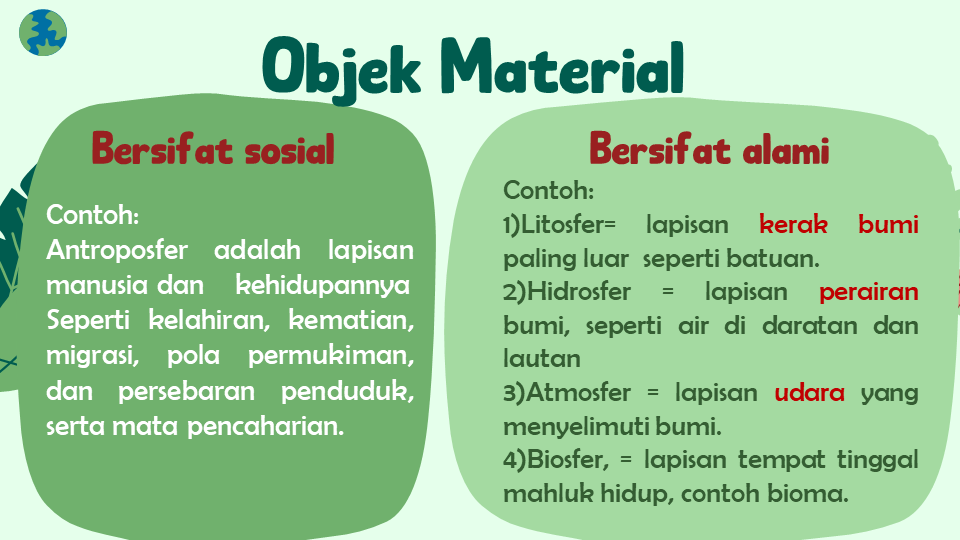 Objek Material
Bersifat sosial
Contoh:
Antroposfer adalah lapisan
manusia dan kehidupannya
Seperti kelahiran, kematian,
migrasi, pola permukiman,
dan persebaran penduduk,
serta mata pencaharian.
Bersifat alami
Contoh:
1)Litosfer= lapisan kerak bumi
paling luar seperti batuan.
2)Hidrosfer = lapisan perairan
bumi, seperti air di daratan dan
lautan
3)Atmosfer = lapisan udara yang
menyelimuti bumi.
4)Biosfer, = lapisan tempat tinggal
mahluk hidup, contoh bioma.